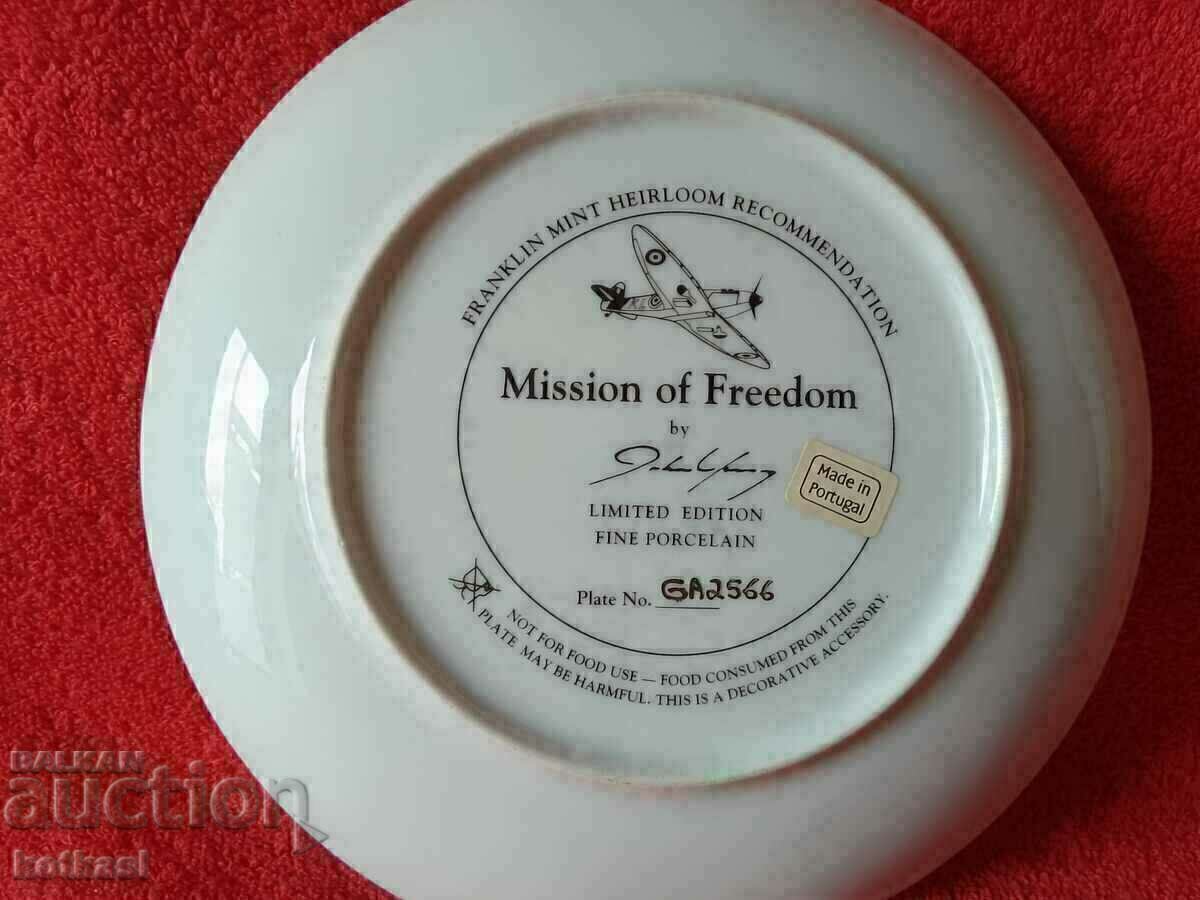 FRANKLIN MINT HEIRLOOM RECOMMENDATION
Mission of Freedom
by
LIMITED EDITION
FINE PORCELAIN
Made in
Portugal
Plate No. GA2566
NOT FOR FOOD USE — FOOD CONSUMED FROM THIS
PLATE MAY BE HARMFUL. THIS IS A DECORATIVE ACCESSORY.
BALKAN
auction
kotkasl